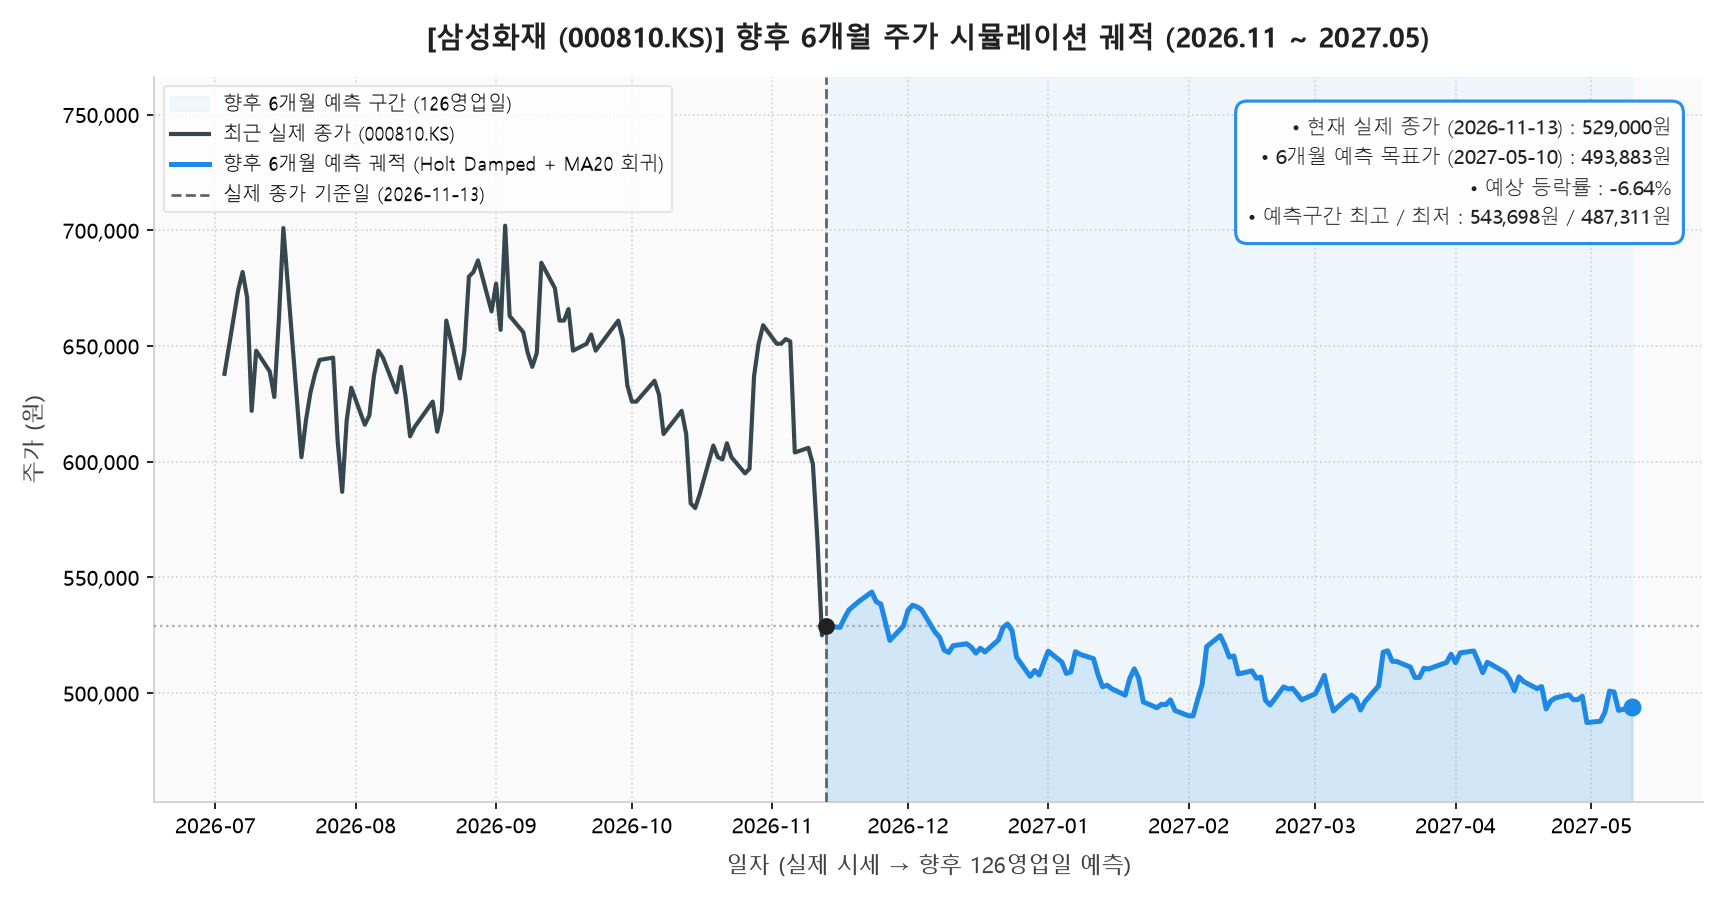 [삼성화재 (000810.KS)] 향후 6개월 주가 시뮬레이션 궤적 (2026.11 ~ 2027.05)
향후 6개월 예측 구간 (126영업일)
최근 실제 종가 (000810.KS)
향후 6개월 예측 궤적 (Holt Damped + MA20 회귀)
실제 종가 기준일 (2026-11-13)
• 현재 실제 종가 (2026-11-13) : 529,000원
• 6개월 예측 목표가 (2027-05-10) : 493,883원
• 예상 등락률 : -6.64%
• 예측구간 최고 / 최저 : 543,698원 / 487,311원
주가 (원)
750,000
700,000
650,000
600,000
550,000
500,000
2026-07 2026-08 2026-09 2026-10 2026-11 2026-12 2027-01 2027-02 2027-03 2027-04 2027-05
일자 (실제 시세 → 향후 126영업일 예측)